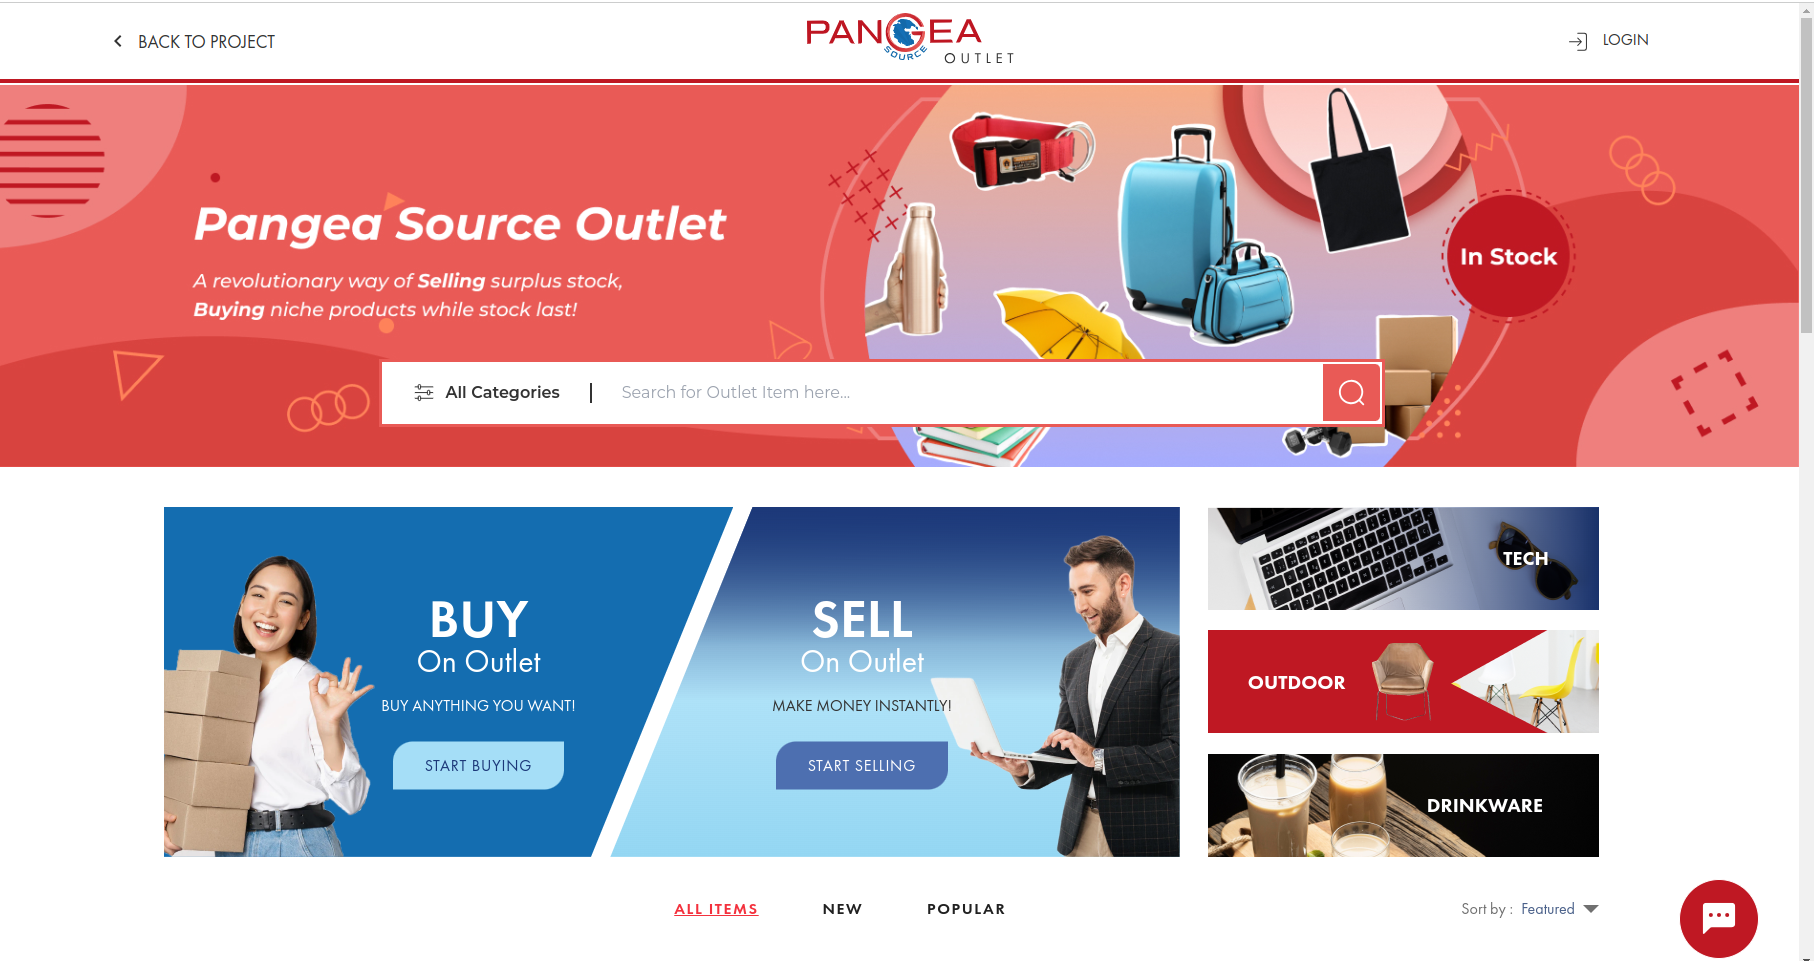 BACK TO PROJECT
PANGEA
SOURCE
OUTLET
LOGIN
Pangea Source Outlet
A revolutionary way of Selling surplus stock,
Buying niche products while stock last!
In Stock
All Categories
Search for Outlet Item here...
BUY
On Outlet
BUY ANYTHING YOU WANT!
START BUYING
SELL
On Outlet
MAKE MONEY INSTANTLY!
START SELLING
TECH
OUTDOOR
DRINKWARE
ALL ITEMS
NEW
POPULAR
Sort by : Featured